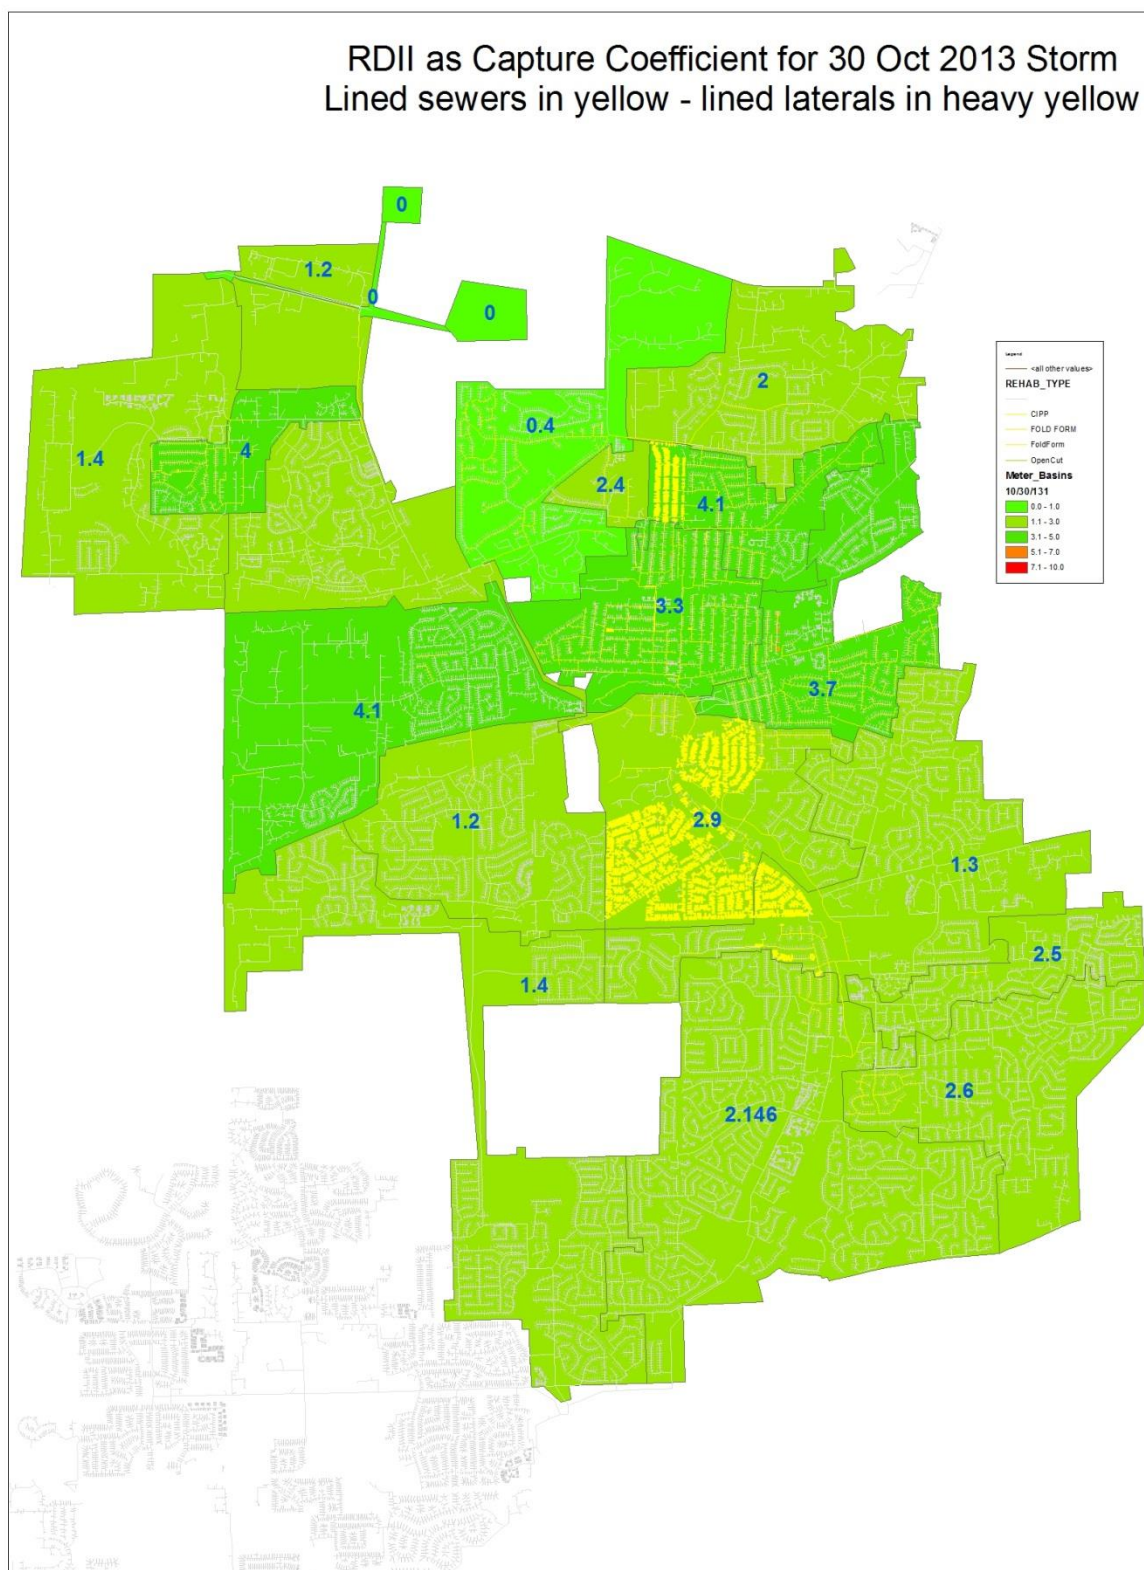 RDII as Capture Coefficient for 30 Oct 2013 Storm
Lined sewers in yellow - lined laterals in heavy yellow
0
1.2
0
0
2
0.4
1.4
4
2.4
4.1
3.3
3.7
4.1
1.2
2.9
1.3
2.5
1.4
2.6
2.146
Legend
<all other values>
REHAB_TYPE
CIPP
FOLD FORM
FoldForm
OpenCut
Meter_Basins
10/30/131
0.0 - 1.0
1.1 - 3.0
3.1 - 5.0
5.1 - 7.0
7.1 - 10.0